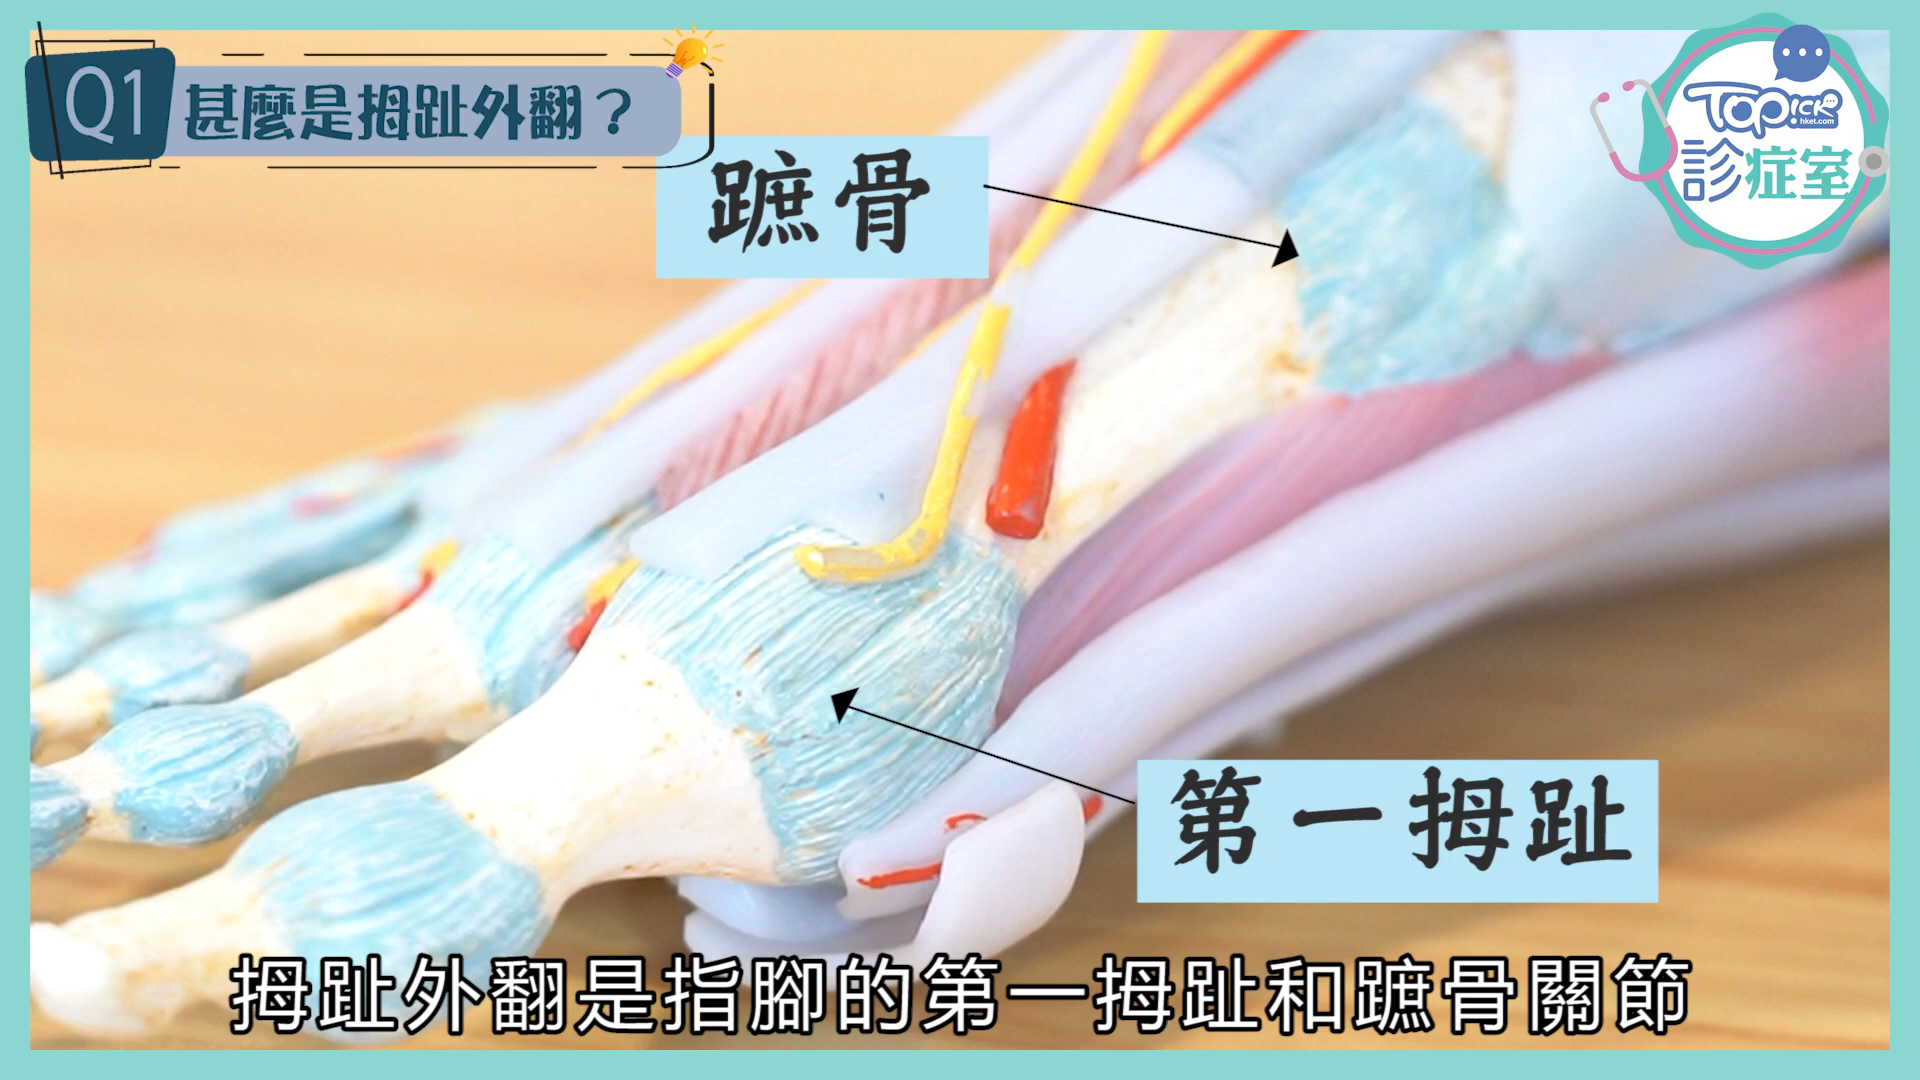 Q1 甚麼是拇趾外翻？
TOPick
hket.com
診症室
蹠骨
第一拇趾
拇趾外翻是指腳的第一拇趾和蹠骨關節